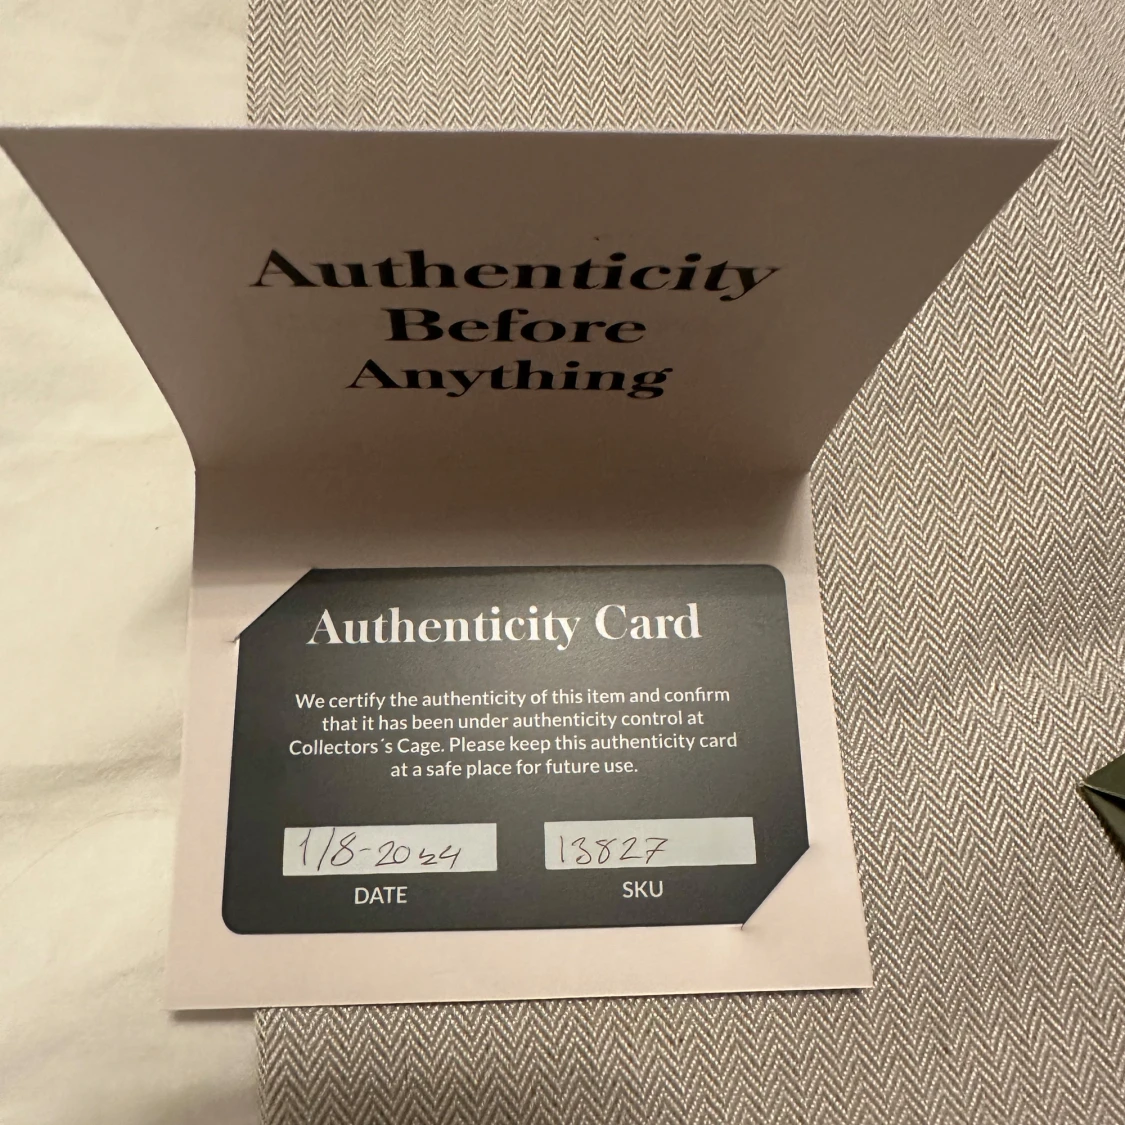 Authenticity
Before
Anything
Authenticity Card
We certify the authenticity of this item and confirm
that it has been under authenticity control at
Collectors´s Cage. Please keep this authenticity card
at a safe place for future use.
1/8-2024
13827
DATE
SKU